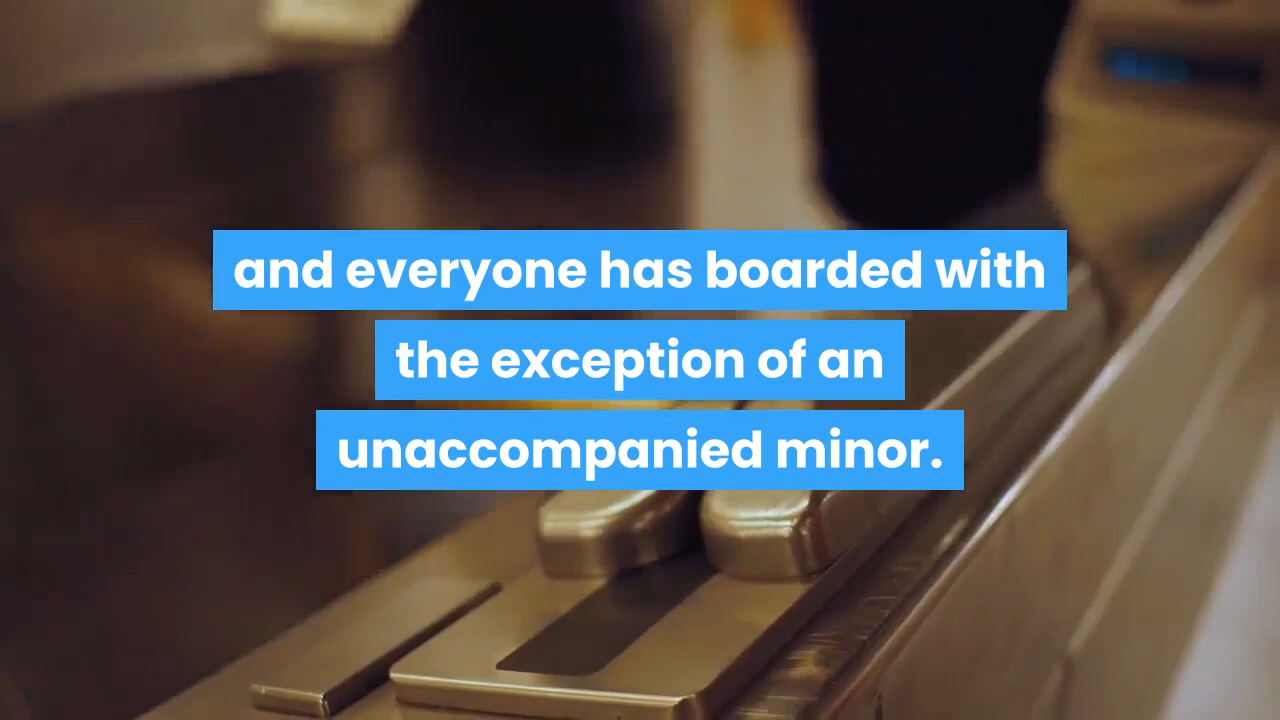 and everyone has boarded with
the exception of an
unaccompanied minor.